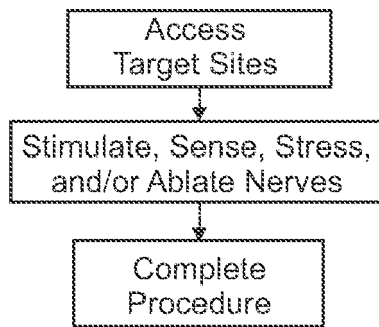 Access
Target Sites
Stimulate, Sense, Stress,
and/or Ablate Nerves
Complete
Procedure